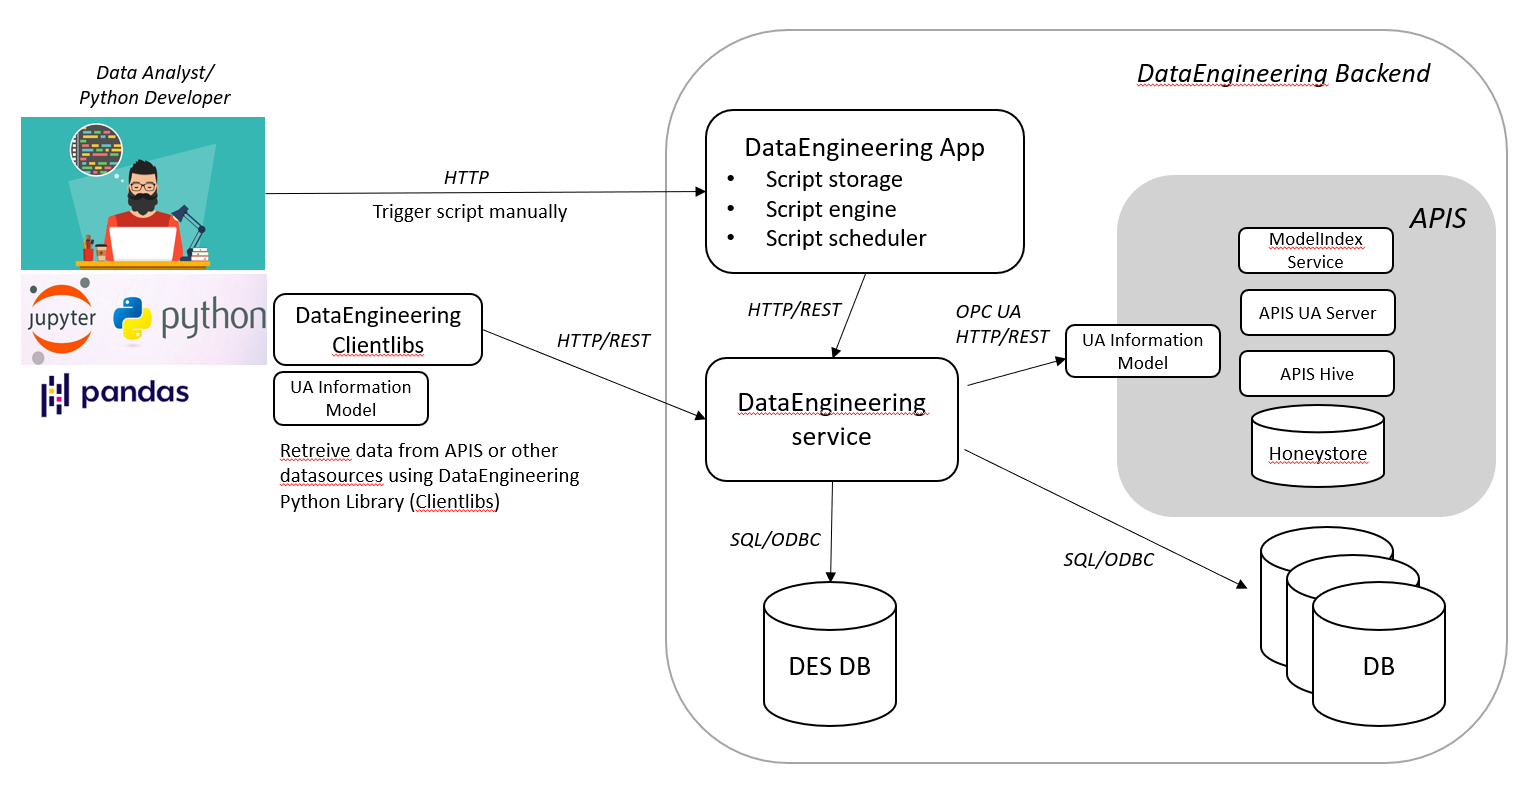 Data Analyst/
Python Developer
HTTP
Trigger script manually
jupyter
python
pandas
DataEngineering
Clientlibs
UA Information
Model
Retreive data from APIS or other
datasources using DataEngineering
Python Library (Clientlibs)
HTTP/REST
DataEngineering Backend
DataEngineering App
• Script storage
• Script engine
• Script scheduler
HTTP/REST
OPC UA
HTTP/REST
DataEngineering
service
UA Information
Model
APIS
ModelIndex
Service
APIS UA Server
APIS Hive
Honeystore
SQL/ODBC
SQL/ODBC
DES DB
DB